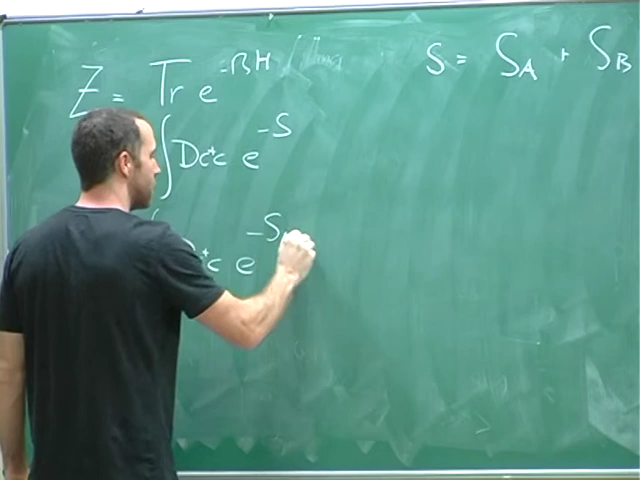 Z = Tr e^{-βH}
S = S_A + S_B
∫ Dc⁺c e^{-S}
c⁺c e^{-S